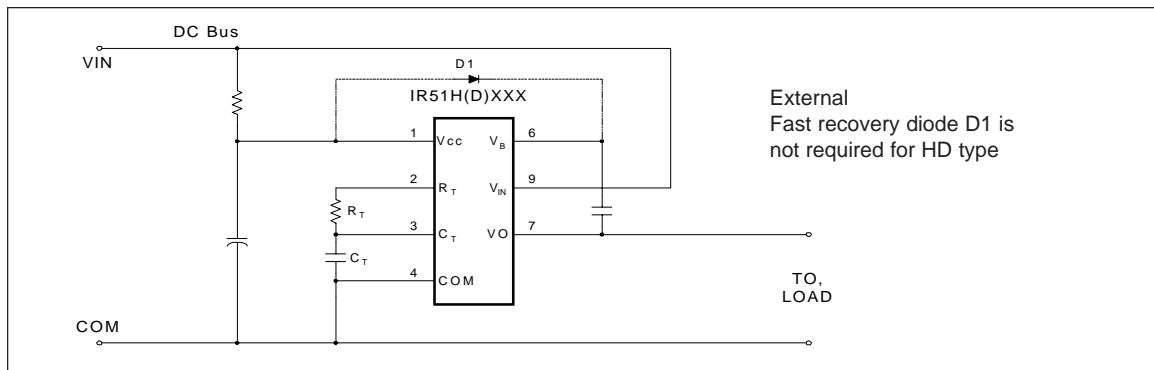 DC Bus
VIN
D1
IR51H(D)XXX
External
Fast recovery diode D1 is
not required for HD type
1 Vcc VB 6
2 RT VIN 9
RT
3 CT VO 7
CT
4 COM
TO,
LOAD
COM